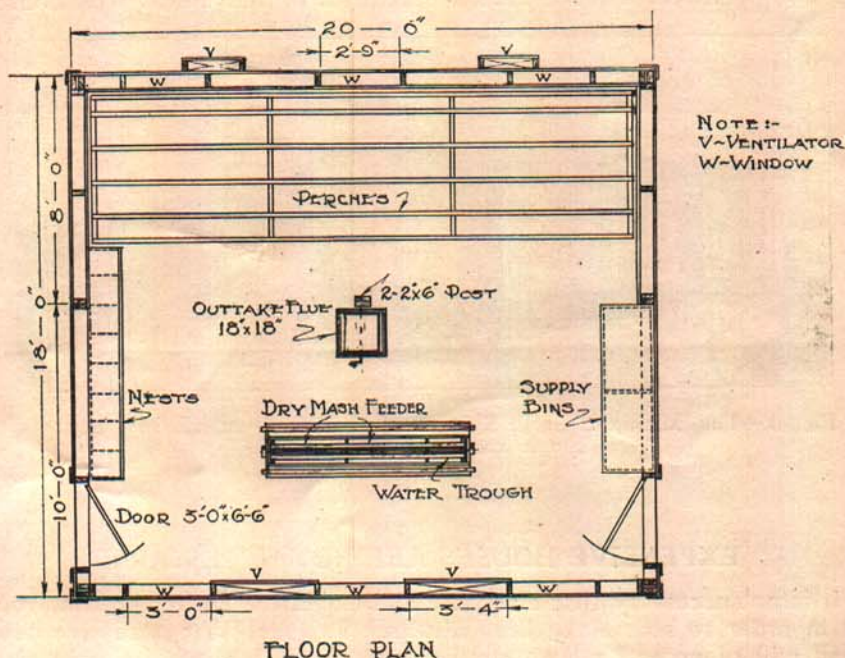 20 - 0"
V
2'-9"
V
W
W
W
NOTE:-
V~VENTILATOR
W-WINDOW
8'-0"
PERCHES
2-2x6" POST
OUTTAKE FLUE
18"x18"
18'-0"
NESTS
DRY MASH FEEDER
SUPPLY
BINS
WATER TROUGH
10'-0"
DOOR 3'-0"x6'-6"
W
V
W
V
W
3'-0"
3'-4"
FLOOR PLAN